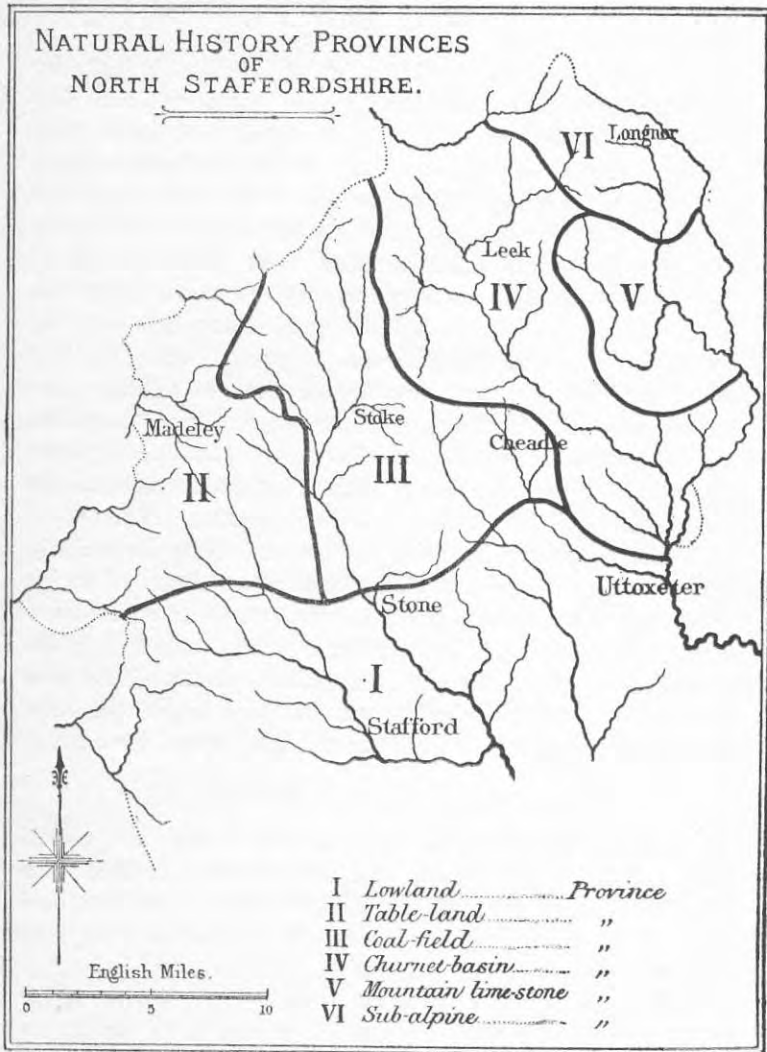 NATURAL HISTORY PROVINCES
OF
NORTH STAFFORDSHIRE.
VI
Longnor
Leek
IV
V
Madeley
Stoke
Cheadle
II
III
Uttoxeter
Stone
I
Stafford
I Lowland Province
II Table-land „
III Coal-field „
IV Churnet-basin „
V Mountain lime-stone „
VI Sub-alpine „
English Miles.
0 5 10